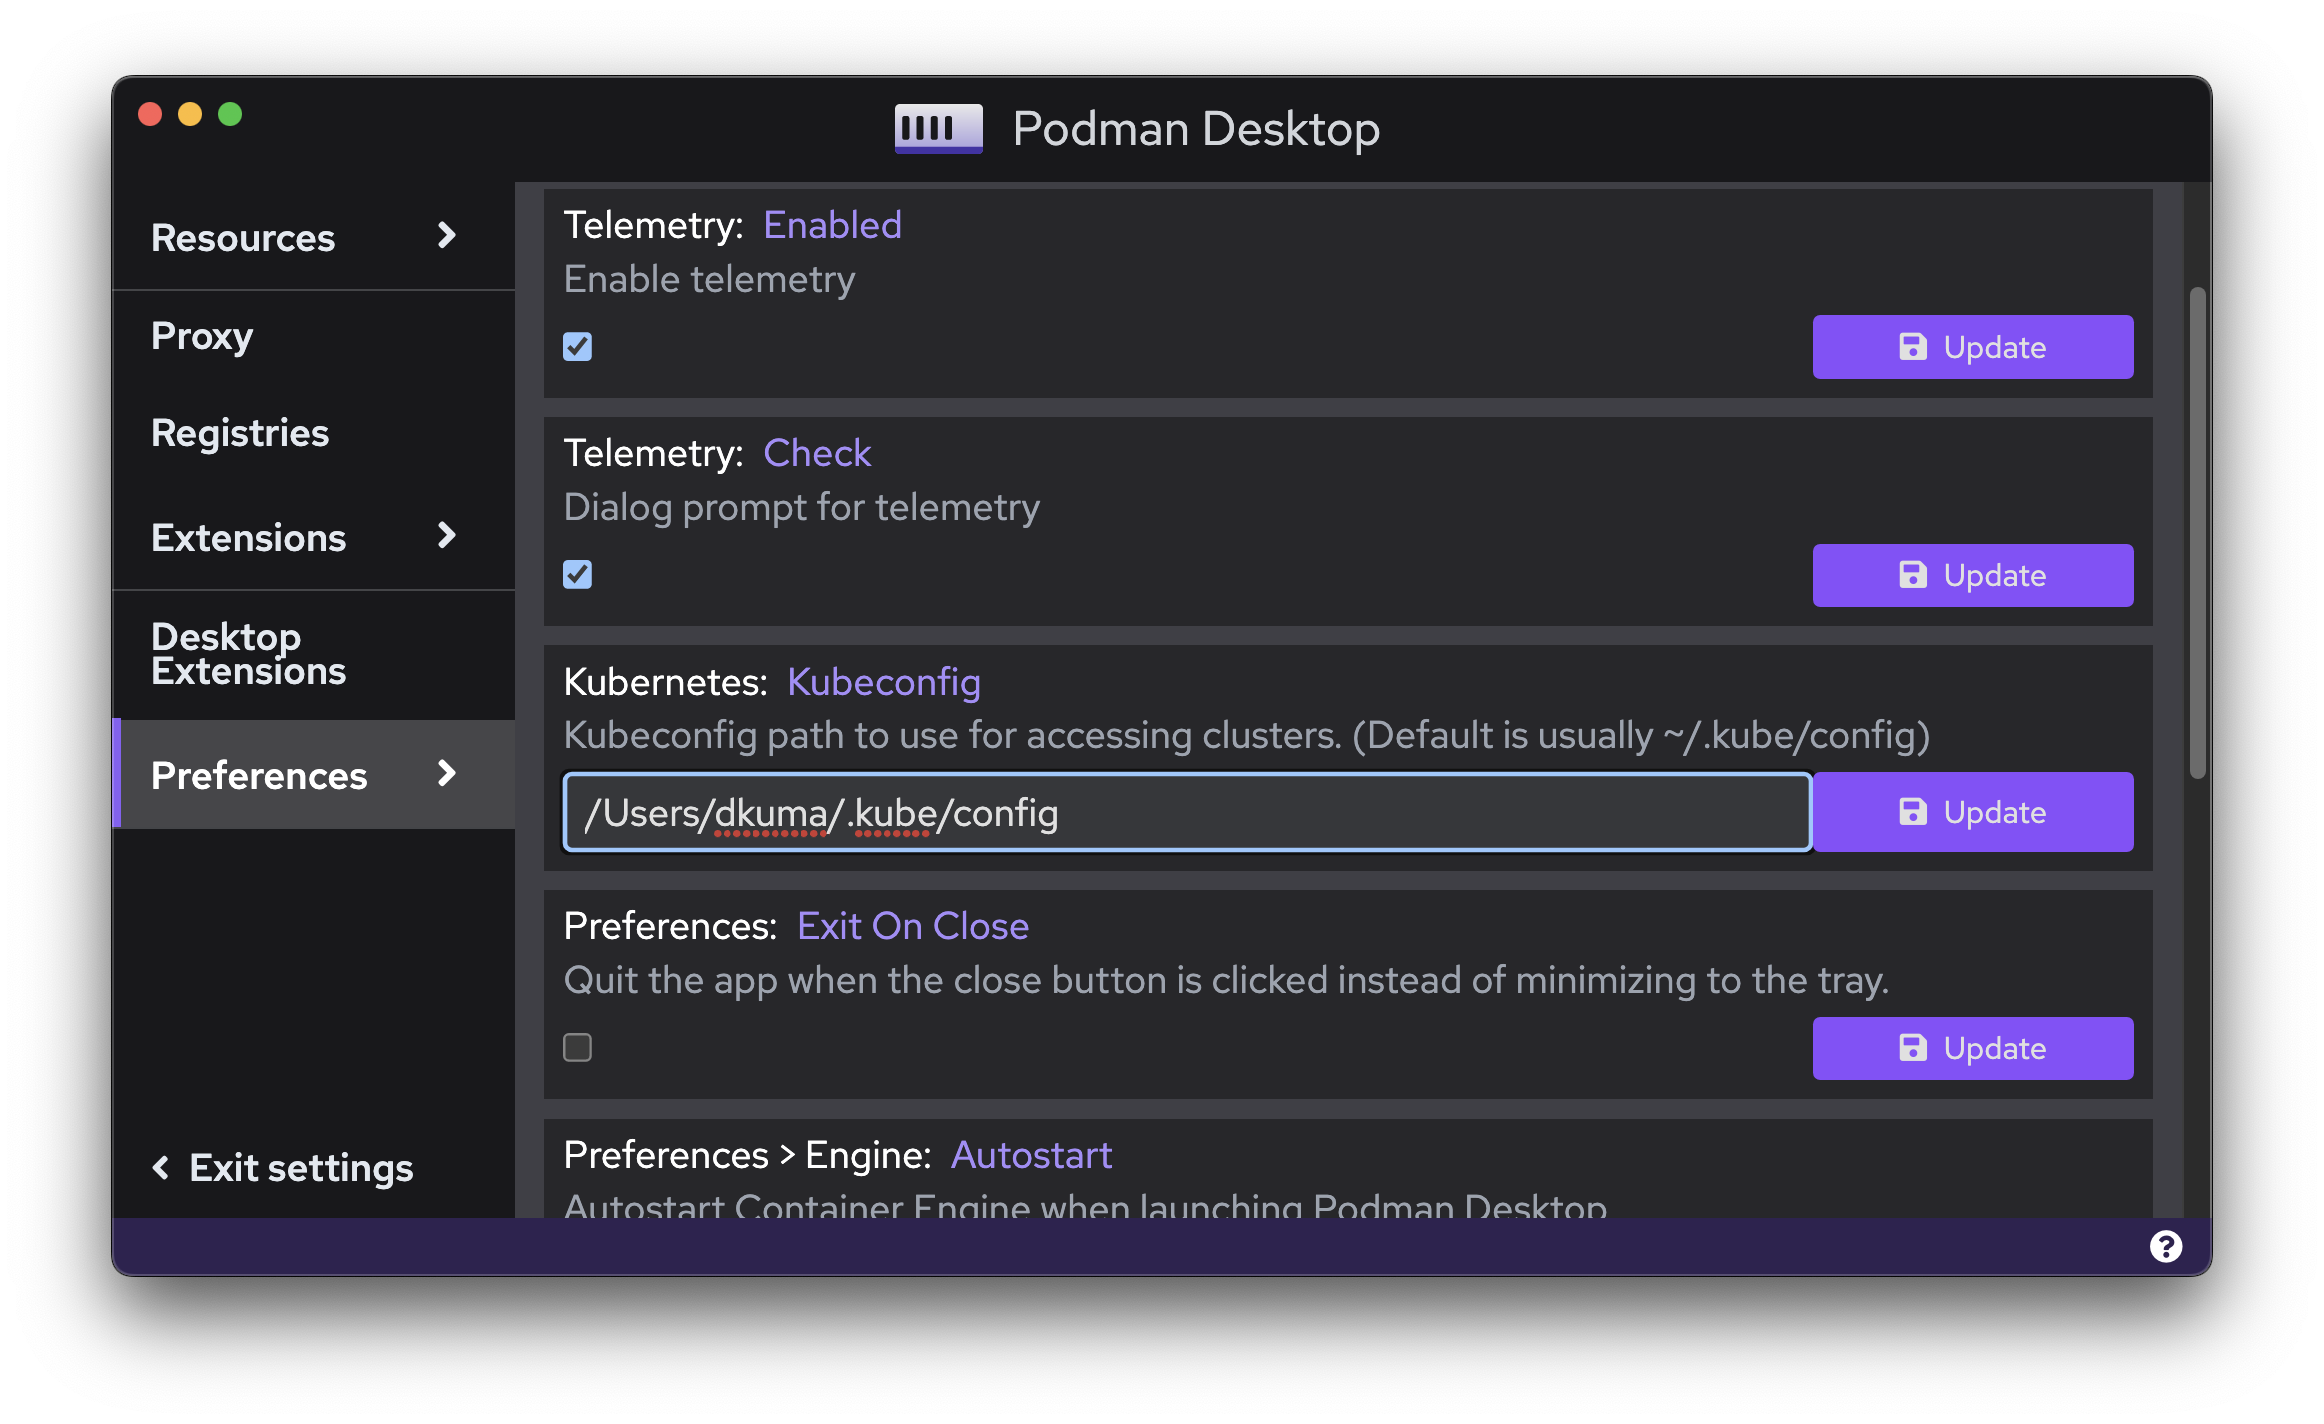 Podman Desktop
Resources
Proxy
Registries
Extensions
Desktop
Extensions
Preferences
Exit settings
Telemetry: Enabled
Enable telemetry
Update
Telemetry: Check
Dialog prompt for telemetry
Update
Kubernetes: Kubeconfig
Kubeconfig path to use for accessing clusters. (Default is usually ~/.kube/config)
/Users/dkuma/.kube/config
Update
Preferences: Exit On Close
Quit the app when the close button is clicked instead of minimizing to the tray.
Update
Preferences > Engine: Autostart
Autostart Container Engine when launching Podman Desktop